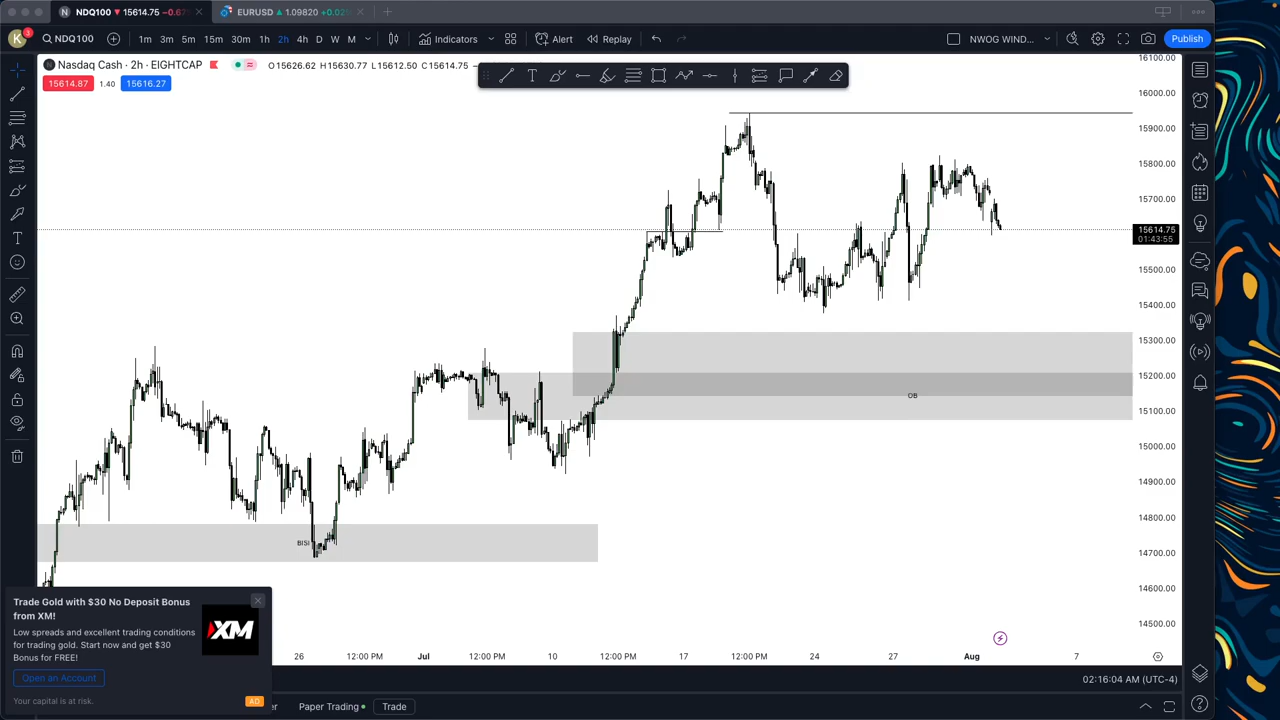 NDQ100 15614.75 −0.67
EURUSD 1.09820 +0.02
K 3 NDQ100 1m 3m 5m 15m 30m 1h 2h 4h D W M Indicators Alert Replay NWOG WIND... Publish
Nasdaq Cash · 2h · EIGHTCAP = O15626.62 H15630.77 L15612.50 C15614.75
15614.87 1.40 15616.27
16100.00
16000.00
15900.00
15800.00
15700.00
15614.75
01:43:55
15500.00
15400.00
15300.00
15200.00
15100.00
15000.00
14900.00
14800.00
14700.00
14600.00
14500.00
OB
BISI
Trade Gold with $30 No Deposit Bonus
from XM!
Low spreads and excellent trading conditions
for trading gold. Start now and get $30
Bonus for FREE!
XM
Open an Account
Your capital is at risk.
AD
26 12:00 PM Jul 12:00 PM 10 12:00 PM 17 12:00 PM 24 27 Aug 7
02:16:04 AM (UTC-4)
er Paper Trading Trade